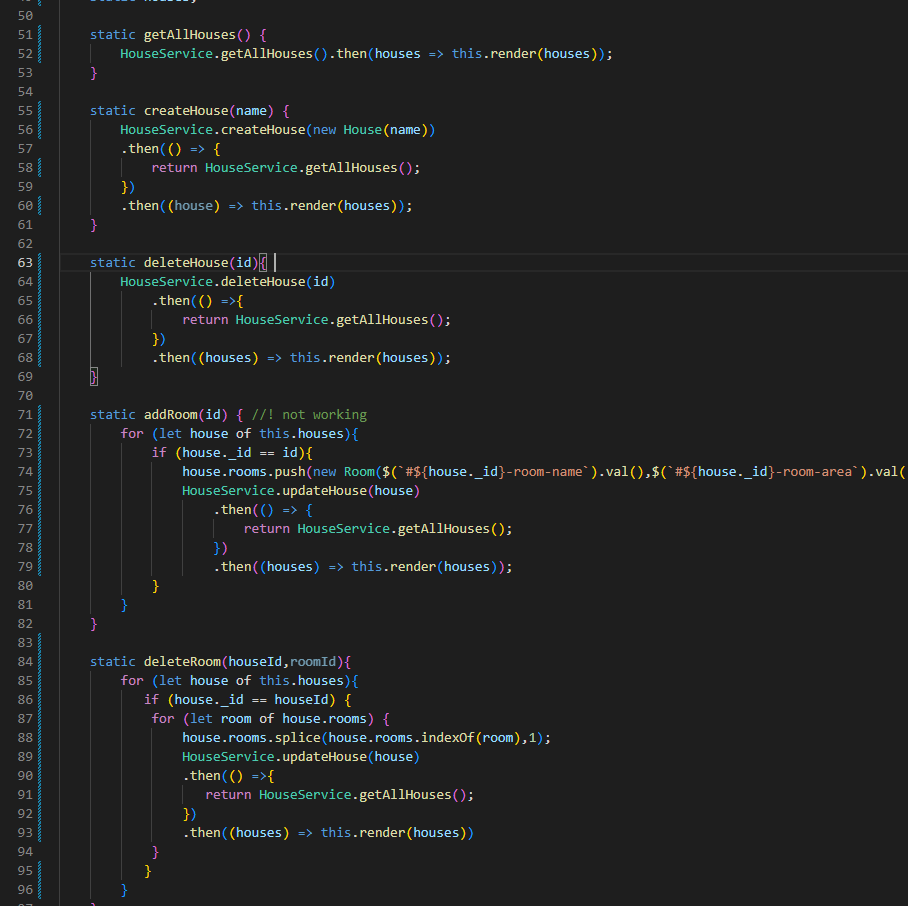 50
51 static getAllHouses() {
52 HouseService.getAllHouses().then(houses => this.render(houses));
53 }
54
55 static createHouse(name) {
56 HouseService.createHouse(new House(name))
57 .then(() => {
58 return HouseService.getAllHouses();
59 })
60 .then((house) => this.render(houses));
61 }
62
63 static deleteHouse(id){
64 HouseService.deleteHouse(id)
65 .then(() =>{
66 return HouseService.getAllHouses();
67 })
68 .then((houses) => this.render(houses));
69 }
70
71 static addRoom(id) { //! not working
72 for (let house of this.houses){
73 if (house._id == id){
74 house.rooms.push(new Room($(`#${house._id}-room-name`).val(),$(`#${house._id}-room-area`).val(
75 HouseService.updateHouse(house)
76 .then(() => {
77 return HouseService.getAllHouses();
78 })
79 .then((houses) => this.render(houses));
80 }
81 }
82 }
83
84 static deleteRoom(houseId,roomId){
85 for (let house of this.houses){
86 if (house._id == houseId) {
87 for (let room of house.rooms) {
88 house.rooms.splice(house.rooms.indexOf(room),1);
89 HouseService.updateHouse(house)
90 .then(() =>{
91 return HouseService.getAllHouses();
92 })
93 .then((houses) => this.render(houses))
94 }
95 }
96 }